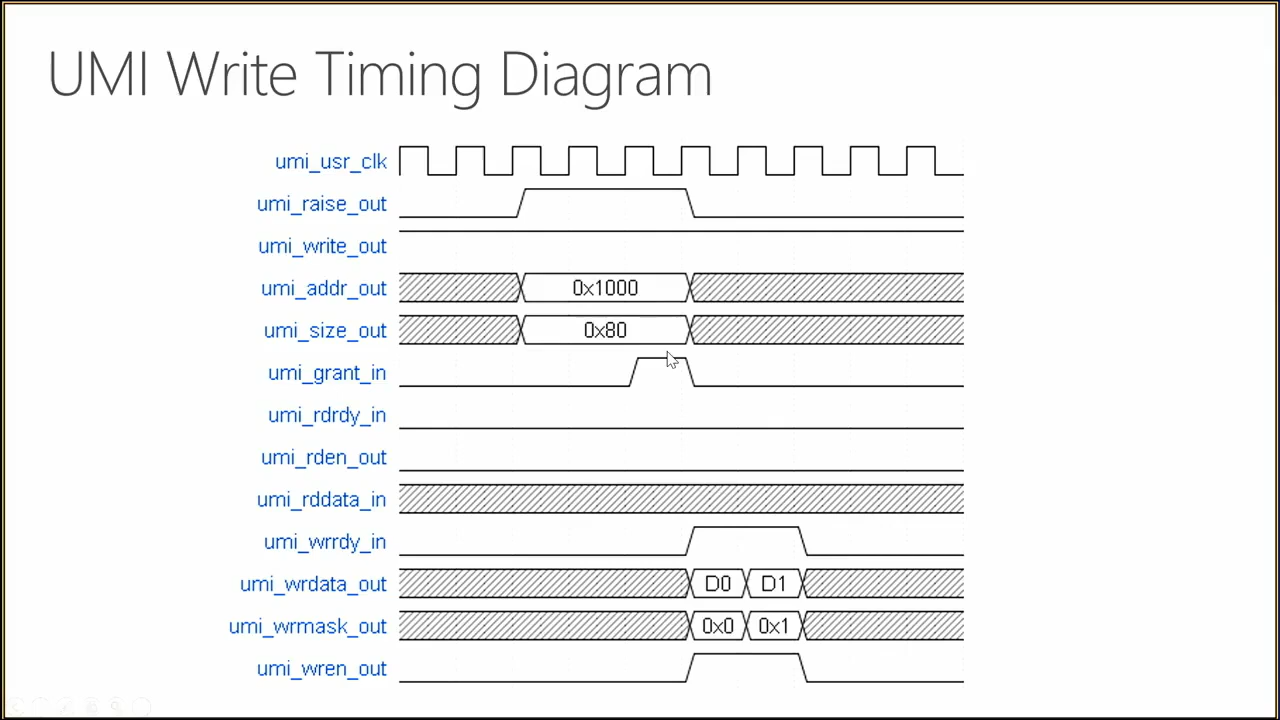 UMI Write Timing Diagram
umi_usr_clk
umi_raise_out
umi_write_out
umi_addr_out 0x1000
umi_size_out 0x80
umi_grant_in
umi_rdrdy_in
umi_rden_out
umi_rddata_in
umi_wrrdy_in
umi_wrdata_out D0 D1
umi_wrmask_out 0x0 0x1
umi_wren_out